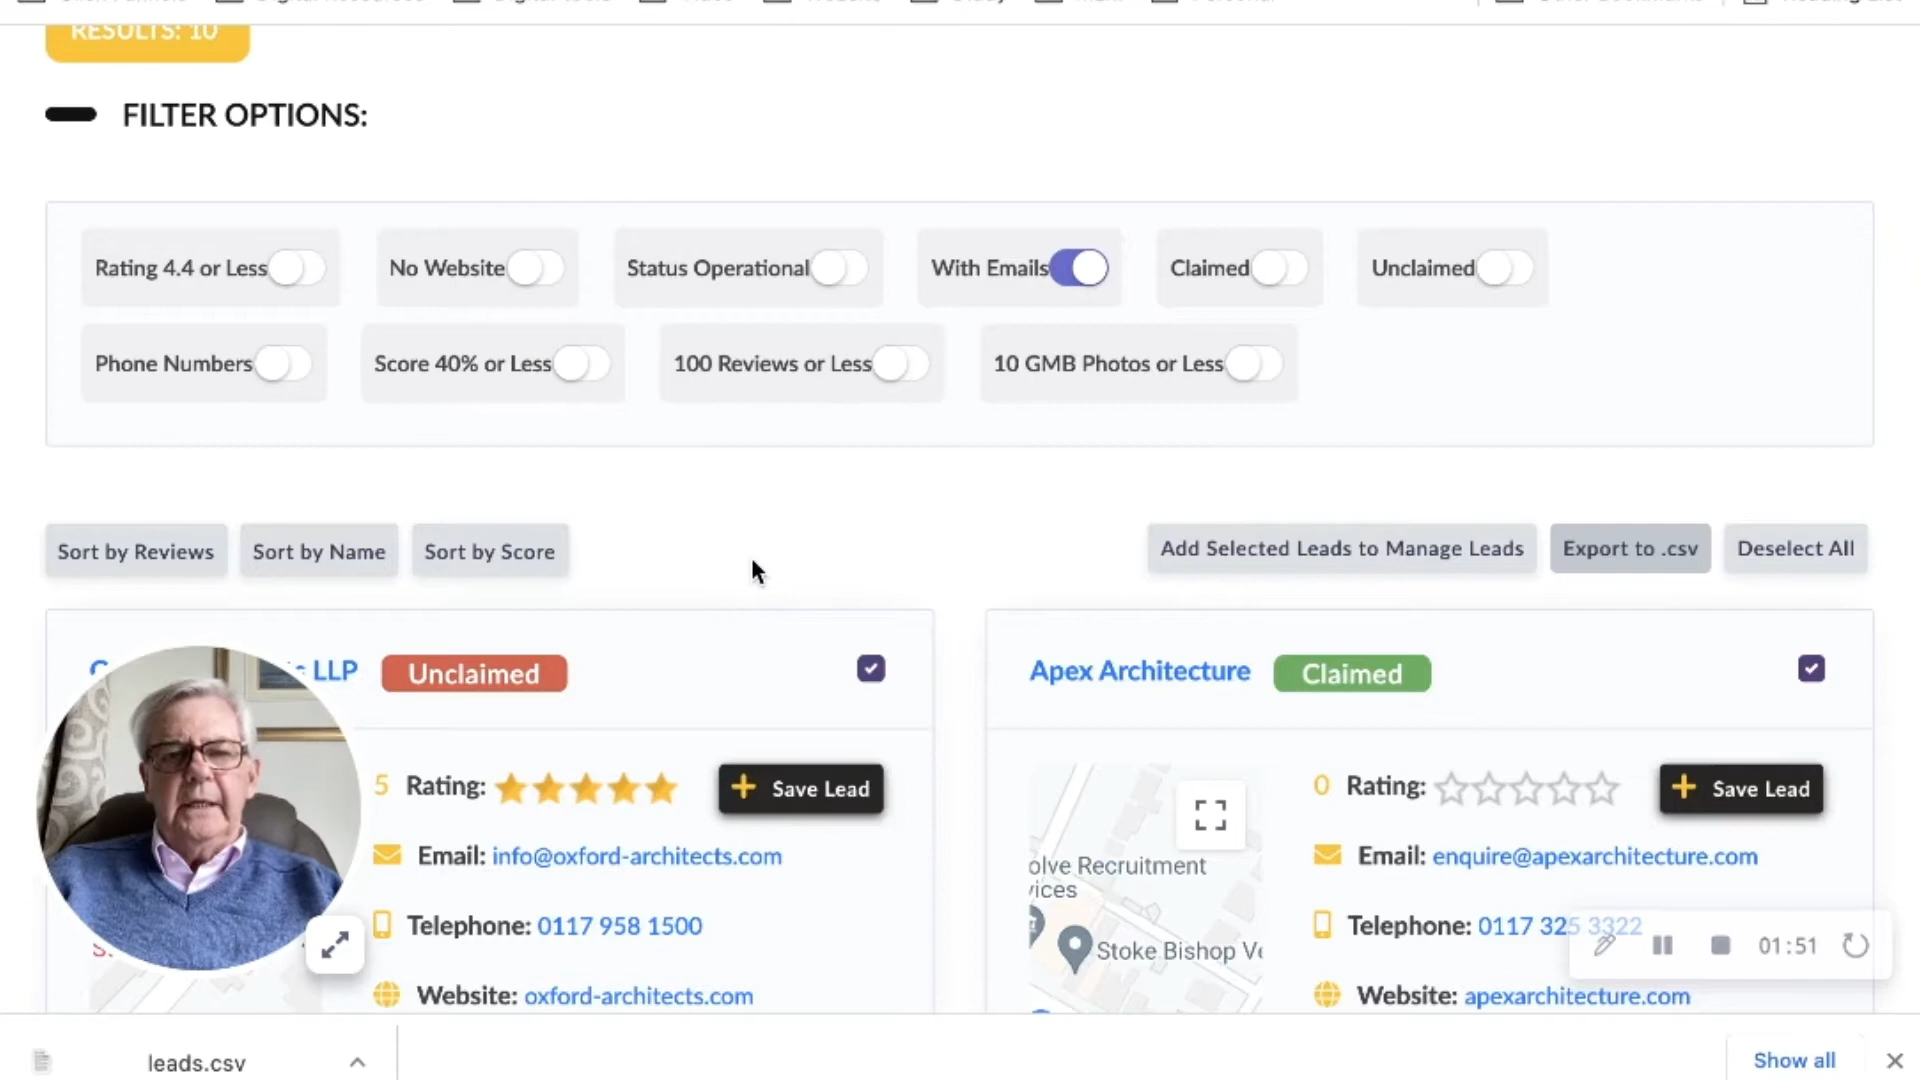 RESULTS: 10
FILTER OPTIONS:
Rating 4.4 or Less
No Website
Status Operational
With Emails
Claimed
Unclaimed
Phone Numbers
Score 40% or Less
100 Reviews or Less
10 GMB Photos or Less
Sort by Reviews
Sort by Name
Sort by Score
Add Selected Leads to Manage Leads
Export to .csv
Deselect All
LLP
Unclaimed
5 Rating:
Save Lead
Email: info@oxford-architects.com
Telephone: 0117 958 1500
Website: oxford-architects.com
Apex Architecture
Claimed
olve Recruitment
vices
Stoke Bishop Ve
0 Rating:
Save Lead
Email: enquire@apexarchitecture.com
Telephone: 0117 325 3322
01:51
Website: apexarchitecture.com
leads.csv
Show all